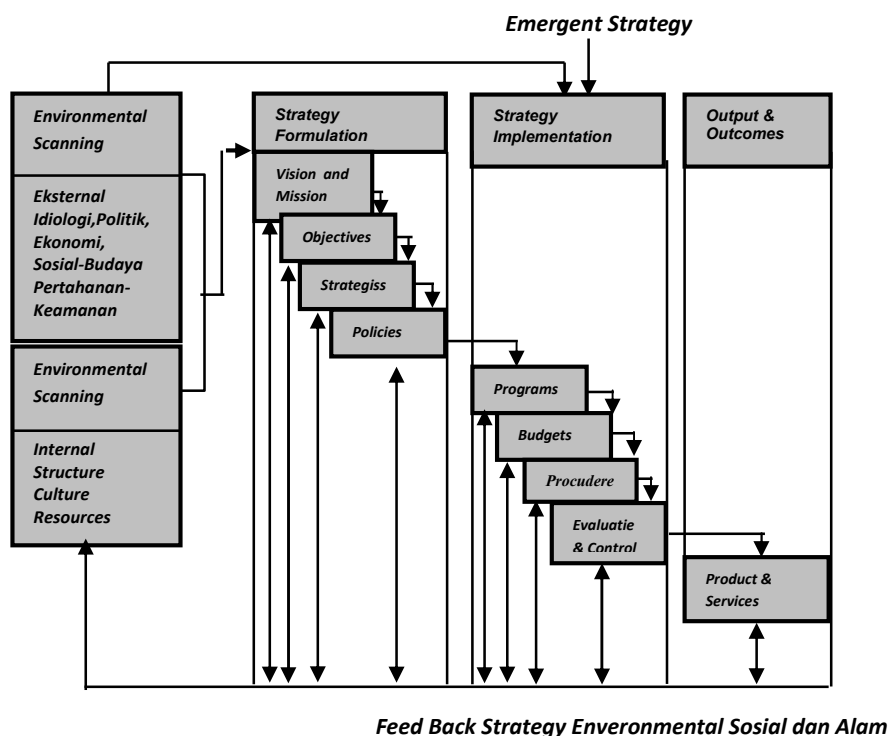 Emergent Strategy
Environmental
Scanning
Eksternal
Idiologi,Politik,
Ekonomi,
Sosial-Budaya
Pertahanan-
Keamanan
Environmental
Scanning
Internal
Structure
Culture
Resources
Strategy
Formulation
Vision and
Mission
Objectives
Strategiss
Policies
Strategy
Implementation
Programs
Budgets
Procudere
Evaluatie
& Control
Output &
Outcomes
Product &
Services
Feed Back Strategy Enveronmental Sosial dan Alam